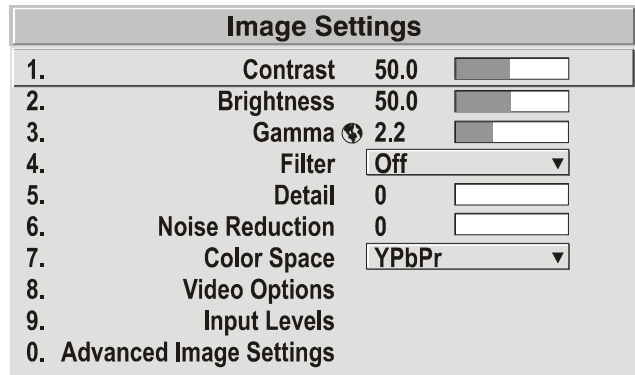 Image Settings
1. Contrast 50.0
2. Brightness 50.0
3. Gamma 2.2
4. Filter Off
5. Detail 0
6. Noise Reduction 0
7. Color Space YPbPr
8. Video Options
9. Input Levels
0. Advanced Image Settings